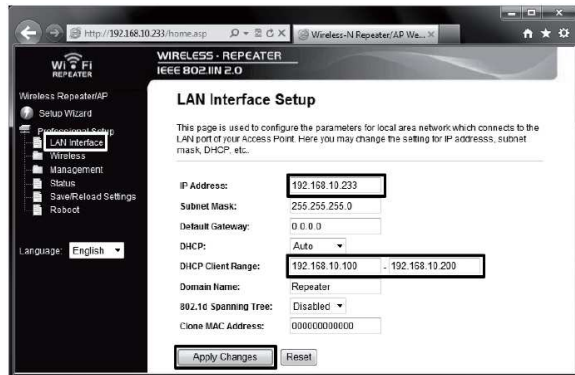 http://192.168.10.233/home.asp
Wireless-N Repeater/AP We...
Wi Fi
REPEATER
WIRELESS - REPEATER
IEEE 802.11N 2.0
Wireless Repeater/AP
Setup Wizard
Professional Setup
LAN Interface
Wireless
Management
Status
Save/Reload Settings
Reboot
Language: English
LAN Interface Setup
This page is used to configure the parameters for local area network which connects to the
LAN port of your Access Point. Here you may change the setting for IP addresss, subnet
mask, DHCP, etc..
IP Address: 192.168.10.233
Subnet Mask: 255.255.255.0
Default Gateway: 0.0.0.0
DHCP: Auto
DHCP Client Range: 192.168.10.100 - 192.168.10.200
Domain Name: Repeater
802.1d Spanning Tree: Disabled
Clone MAC Address: 000000000000
Apply Changes Reset